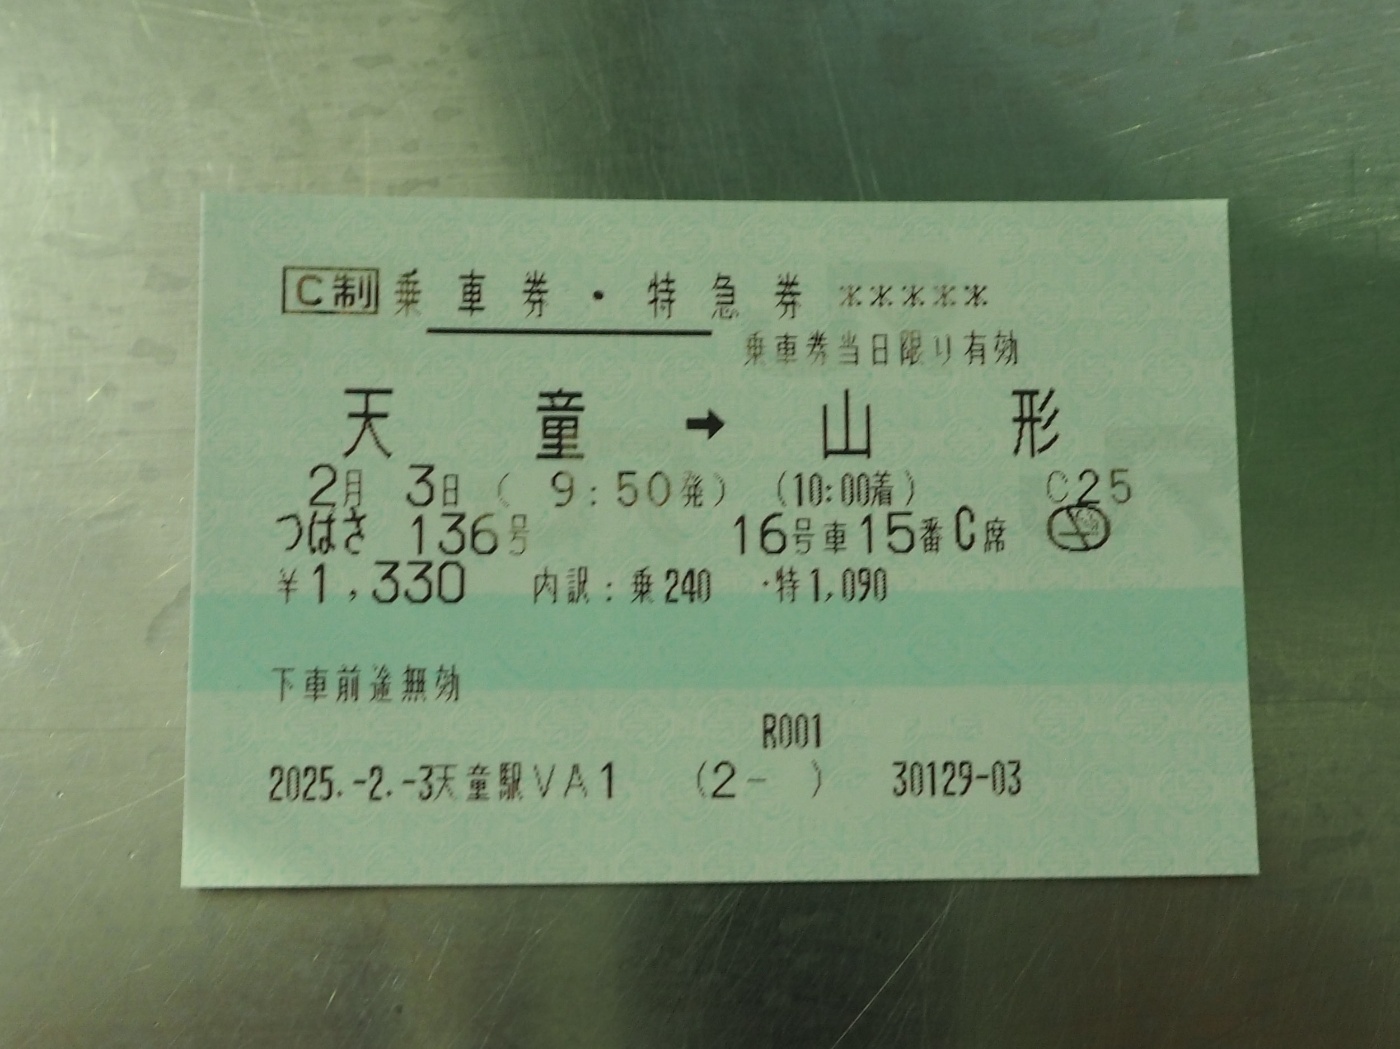 C制 乗車券・特急券 ＊＊＊＊＊
乗車券当日限り有効
天童 ➡ 山形
2月 3日 ( 9:50発) (10:00着) C25
つばさ 136号 16号車15番C席
¥1,330 内訳:乗240 ・特1,090
下車前途無効
R001
2025.-2.-3天童駅VA1 (2- ) 30129-03